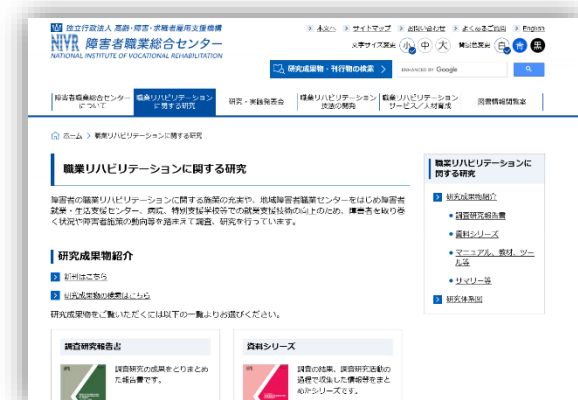 独立行政法人 高齢・障害・求職者雇用支援機構
NIVR 障害者職業総合センター
NATIONAL INSTITUTE OF VOCATIONAL REHABILITATION
本文へ サイトマップ お問い合わせ よくあるご質問 English
文字サイズ変更 小 中 大 背景色変更 白 青 黒
研究成果物・刊行物の検索
ENHANCED BY Google
障害者職業総合センターについて
職業リハビリテーションに関する研究
研究・実践発表会
職業リハビリテーション技法の開発
職業リハビリテーションサービス/人材育成
図書情報閲覧室
ホーム > 職業リハビリテーションに関する研究
職業リハビリテーションに関する研究
障害者の職業リハビリテーションに関する施策の充実や、地域障害者職業センターをはじめ障害者
就業・生活支援センター、病院、特別支援学校等での就業支援技術の向上のため、障害者を取り巻
く状況や障害者施策の動向等を踏まえて調査、研究を行っています。
研究成果物紹介
新刊はこちら
研究成果物の検索はこちら
研究成果物をご覧いただくには以下の一覧よりお選びください。
調査研究報告書
調査研究の成果をとりまとめ
た報告書です。
資料シリーズ
調査の結果、調査研究活動の
過程で収集した情報等をまと
めたシリーズです。
職業リハビリテーションに
関する研究
研究成果物紹介
調査研究報告書
資料シリーズ
マニュアル、教材、ツー
ル等
サマリー等
研究体系図